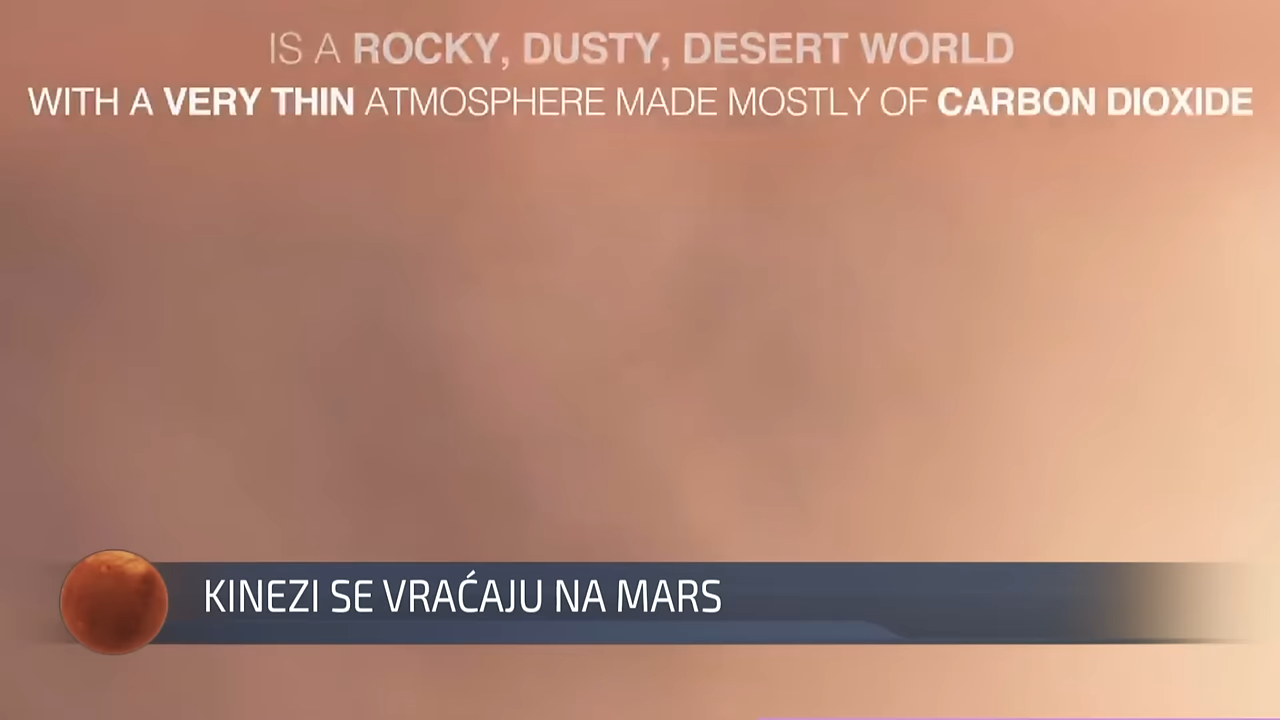 IS A ROCKY, DUSTY, DESERT WORLD
WITH A VERY THIN ATMOSPHERE MADE MOSTLY OF CARBON DIOXIDE
KINEZI SE VRAĆAJU NA MARS